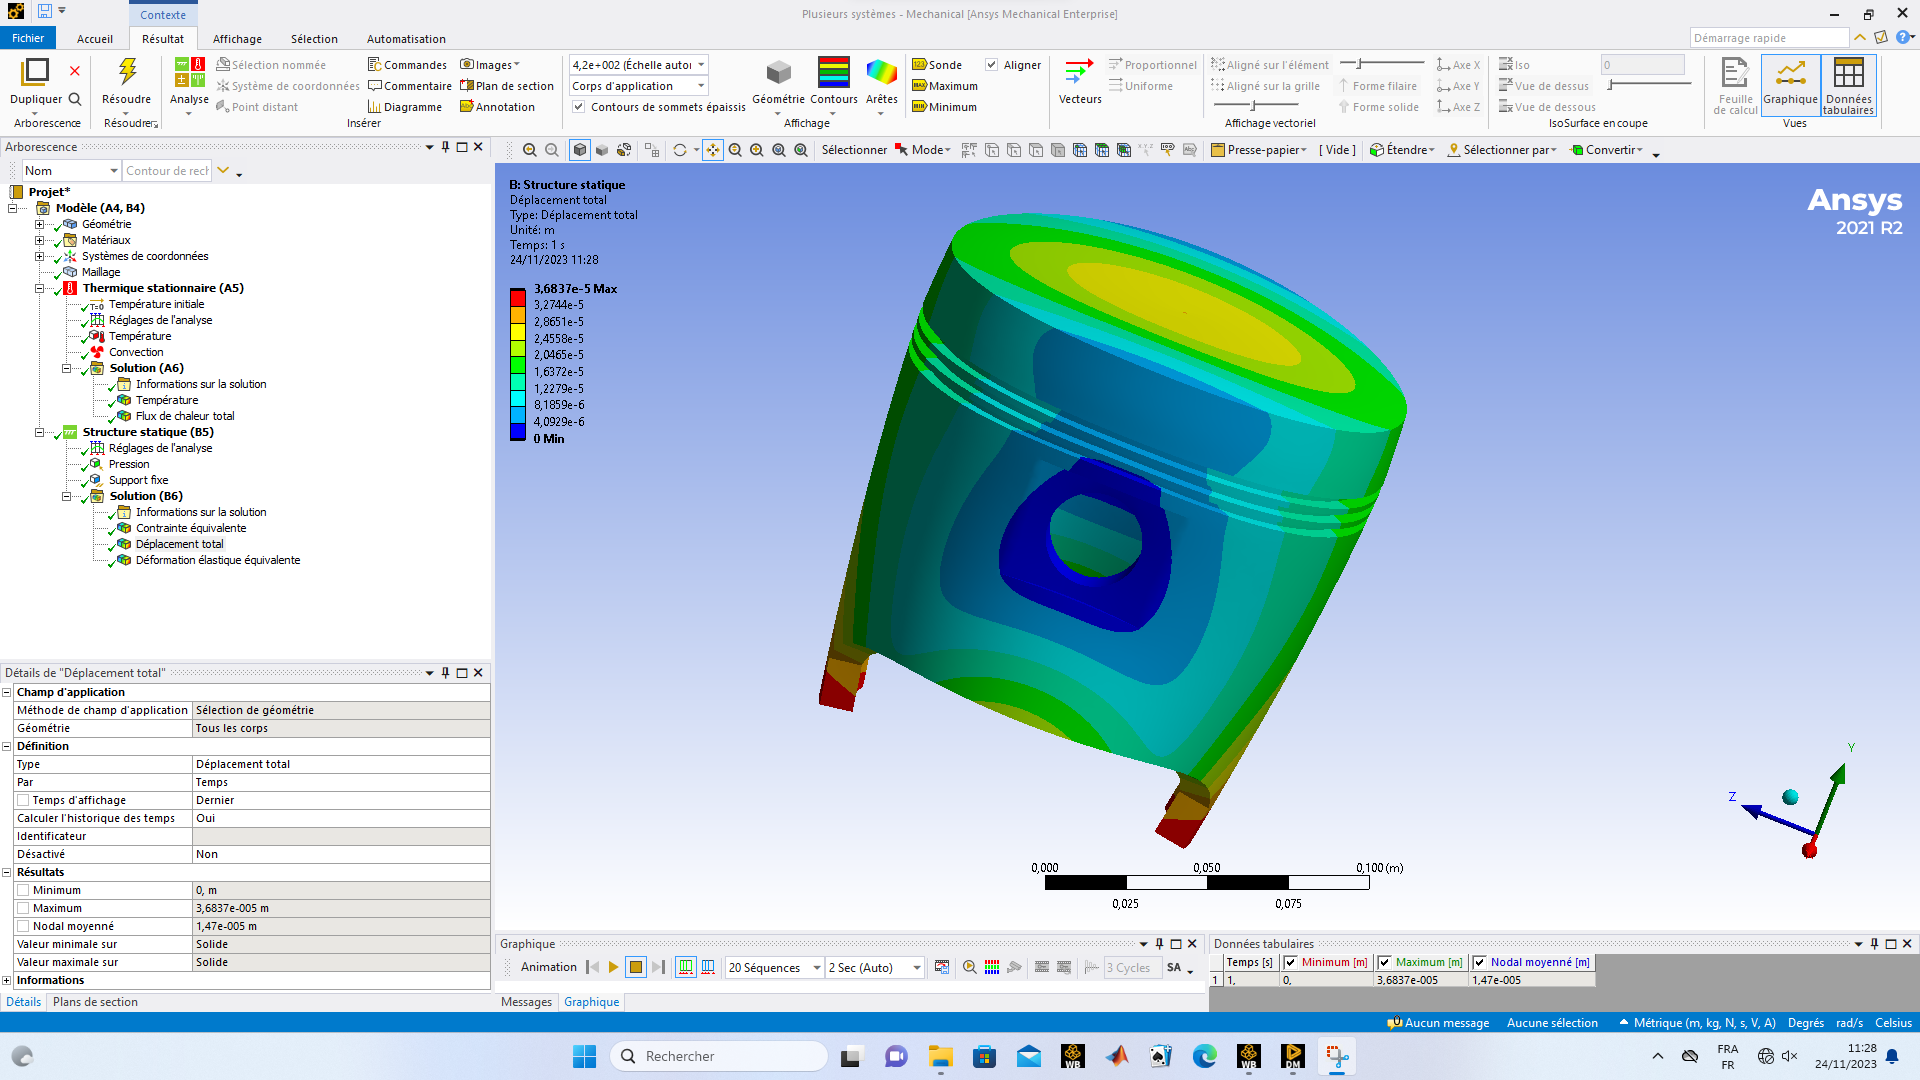 Contexte
Plusieurs systèmes - Mechanical [Ansys Mechanical Enterprise]
Fichier Accueil Résultat Affichage Sélection Automatisation
Démarrage rapide
Dupliquer
Arborescence
Résoudre
Résoudre
Analyse
Sélection nommée
Système de coordonnées
Point distant
Commandes
Commentaire
Diagramme
Images
Plan de section
Annotation
Insérer
4,2e+002 (Échelle autor
Corps d'application
Contours de sommets épaissis
Géométrie Contours Arêtes
Affichage
Sonde
Maximum
Minimum
Aligner
Vecteurs
Proportionnel
Uniforme
Aligné sur l'élément
Aligné sur la grille
Forme filaire
Forme solide
Axe X
Axe Y
Axe Z
Affichage vectoriel
Iso
0
Vue de dessus
Vue de dessous
IsoSurface en coupe
Feuille de calcul
Graphique
Données tabulaires
Vues
Arborescence
Nom
Contour de rech
Sélectionner Mode Presse-papier [ Vide ] Étendre Sélectionner par Convertir
Projet*
Modèle (A4, B4)
Géométrie
Matériaux
Systèmes de coordonnées
Maillage
Thermique stationnaire (A5)
T=0 Température initiale
Réglages de l'analyse
Température
Convection
Solution (A6)
Informations sur la solution
Température
Flux de chaleur total
Structure statique (B5)
Réglages de l'analyse
Pression
Support fixe
Solution (B6)
Informations sur la solution
Contrainte équivalente
Déplacement total
Déformation élastique équivalente
B: Structure statique
Déplacement total
Type: Déplacement total
Unité: m
Temps: 1 s
24/11/2023 11:28
3,6837e-5 Max
3,2744e-5
2,8651e-5
2,4558e-5
2,0465e-5
1,6372e-5
1,2279e-5
8,1859e-6
4,0929e-6
0 Min
Ansys
2021 R2
Y
Z
0,000 0,050 0,100 (m)
0,025 0,075
Détails de "Déplacement total"
Champ d'application
Méthode de champ d'application Sélection de géométrie
Géométrie Tous les corps
Définition
Type Déplacement total
Par Temps
Temps d'affichage Dernier
Calculer l'historique des temps Oui
Identificateur
Désactivé Non
Résultats
Minimum 0, m
Maximum 3,6837e-005 m
Nodal moyenné 1,47e-005 m
Valeur minimale sur Solide
Valeur maximale sur Solide
Informations
Détails Plans de section
Graphique
Animation 20 Séquences 2 Sec (Auto) 3 Cycles SA
Messages Graphique
Données tabulaires
Temps [s] Minimum [m] Maximum [m] Nodal moyenné [m]
1 1, 0, 3,6837e-005 1,47e-005
Aucun message Aucune sélection Métrique (m, kg, N, s, V, A) Degrés rad/s Celsius
Rechercher
WB
WB
DM
FRA
FR
11:28
24/11/2023